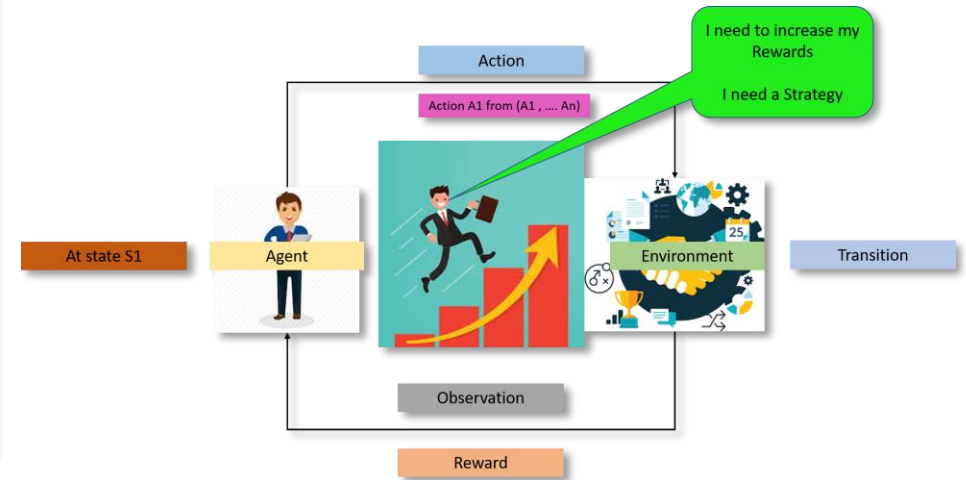 I need to increase my
Rewards
I need a Strategy
Action
Action A1 from (A1 , .... An)
At state S1
Agent
Environment
25
Transition
Observation
Reward